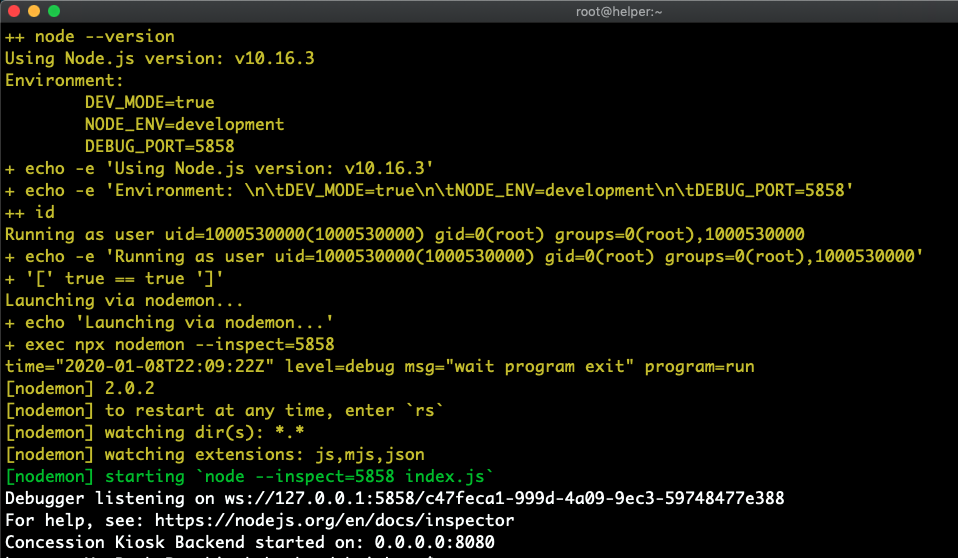 root@helper:~
++ node --version
Using Node.js version: v10.16.3
Environment:
DEV_MODE=true
NODE_ENV=development
DEBUG_PORT=5858
+ echo -e 'Using Node.js version: v10.16.3'
+ echo -e 'Environment: \n\tDEV_MODE=true\n\tNODE_ENV=development\n\tDEBUG_PORT=5858'
++ id
Running as user uid=1000530000(1000530000) gid=0(root) groups=0(root),1000530000
+ echo -e 'Running as user uid=1000530000(1000530000) gid=0(root) groups=0(root),1000530000'
+ '[' true == true ']'
Launching via nodemon...
+ echo 'Launching via nodemon...'
+ exec npx nodemon --inspect=5858
time="2020-01-08T22:09:22Z" level=debug msg="wait program exit" program=run
[nodemon] 2.0.2
[nodemon] to restart at any time, enter `rs`
[nodemon] watching dir(s): *.*
[nodemon] watching extensions: js,mjs,json
[nodemon] starting `node --inspect=5858 index.js`
Debugger listening on ws://127.0.0.1:5858/c47feca1-999d-4a09-9ec3-59748477e388
For help, see: https://nodejs.org/en/docs/inspector
Concession Kiosk Backend started on: 0.0.0.0:8080